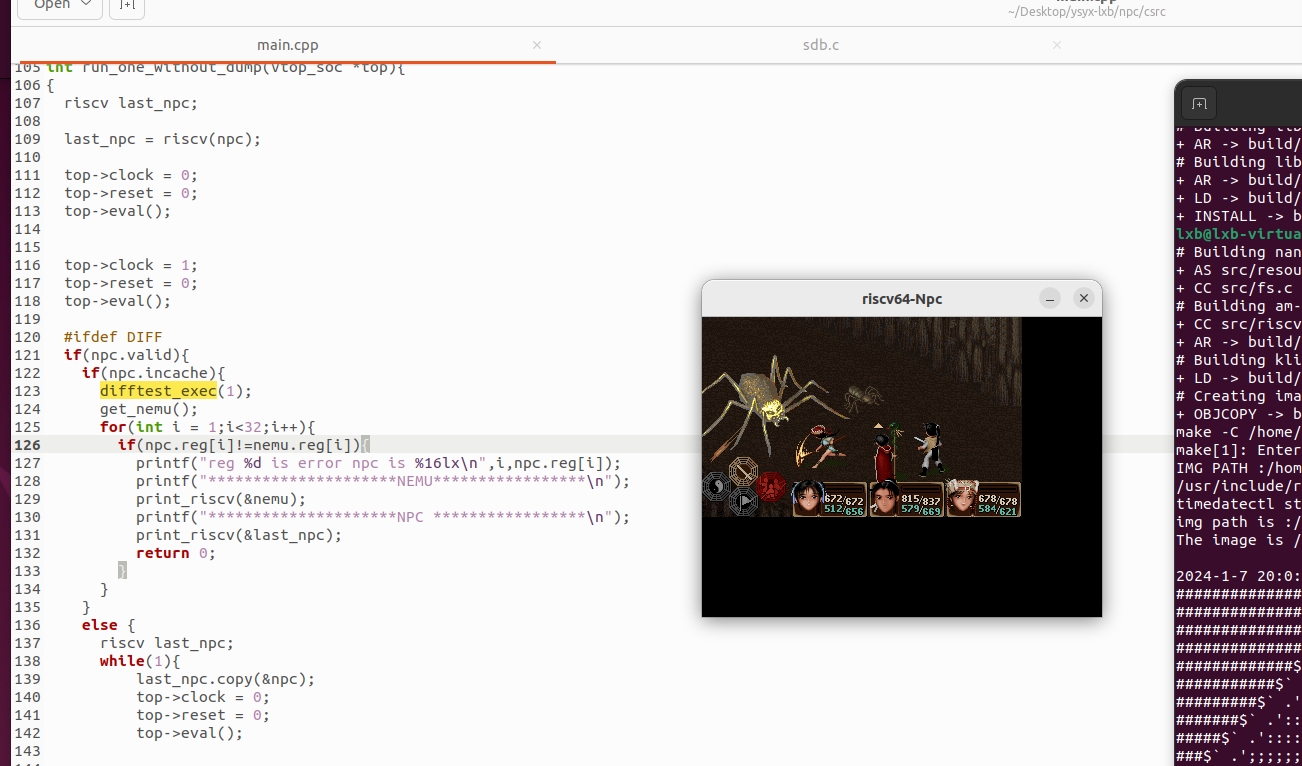 Open
~/Desktop/ysyx-lxb/npc/csrc
main.cpp
sdb.c
105 int run_one_without_dump(Vtop_soc *top){
106 {
107 riscv last_npc;
108
109 last_npc = riscv(npc);
110
111 top->clock = 0;
112 top->reset = 0;
113 top->eval();
114
115
116 top->clock = 1;
117 top->reset = 0;
118 top->eval();
119
120 #ifdef DIFF
121 if(npc.valid){
122 if(npc.incache){
123 difftest_exec(1);
124 get_nemu();
125 for(int i = 1;i<32;i++){
126 if(npc.reg[i]!=nemu.reg[i]){
127 printf("reg %d is error npc is %16lx\n",i,npc.reg[i]);
128 printf("*********************NEMU*****************\n");
129 print_riscv(&nemu);
130 printf("*********************NPC *****************\n");
131 print_riscv(&last_npc);
132 return 0;
133 }
134 }
135 }
136 else {
137 riscv last_npc;
138 while(1){
139 last_npc.copy(&npc);
140 top->clock = 0;
141 top->reset = 0;
142 top->eval();
143
riscv64-Npc
672/672
512/656
815/837
579/669
678/678
584/621
+ AR -> build/
# Building lib
+ AR -> build/
+ LD -> build/
+ INSTALL -> b
lxb@lxb-virtua
# Building nan
+ AS src/resou
+ CC src/fs.c
# Building am-
+ CC src/riscv
+ AR -> build/
# Building kli
+ LD -> build/
# Creating ima
+ OBJCOPY -> b
make -C /home/
make[1]: Enter
IMG PATH :/hom
/usr/include/r
timedatectl st
img path is :/
The image is /
2024-1-7 20:0:
##############
##############
##############
##############
#############$
###########$`
#########$` .'
#######$` .'::
#####$` .'::::
###$` .';;;;;;